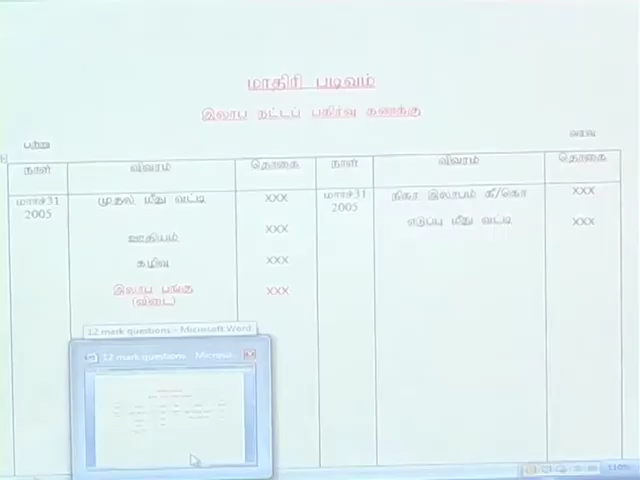 மாதிரி படிவம்
இலாப நட்டப் பகிர்வு கணக்கு
பற்று வரவு
நாள் விவரம் தொகை நாள் விவரம் தொகை
மார்ச்31 2005 முதல் மீது வட்டி XXX மார்ச்31 2005 நிகர இலாபம் கீ/கொ XXX
ஊதியம் XXX எடுப்பு மீது வட்டி XXX
கழிவு XXX
இலாப பங்கு XXX
(விடை)
12 mark questions - Microsoft Word
12 mark questions - Microso...
110%